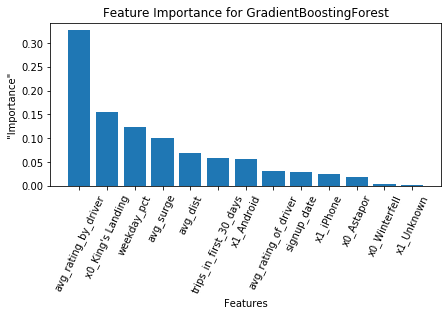 Feature Importance for GradientBoostingForest
"Importance"
0.30
0.25
0.20
0.15
0.10
0.05
0.00
avg_rating_by_driver
x0_King's Landing
weekday_pct
avg_surge
avg_dist
trips_in_first_30_days
x1_Android
avg_rating_of_driver
signup_date
x1_iPhone
x0_Astapor
x0_Winterfell
x1_Unknown
Features